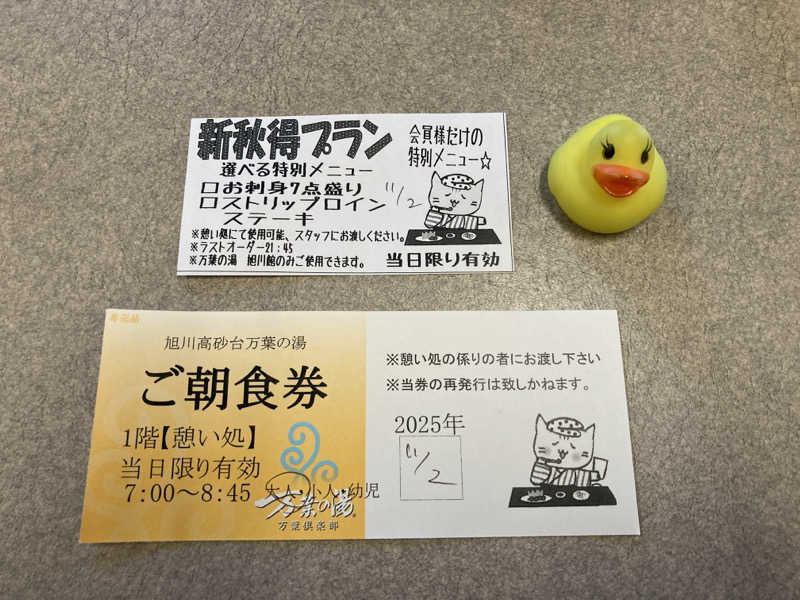 新秋得プラン
会員様だけの
特別メニュー☆
選べる特別メニュー
□お刺身7点盛り
□ストリップロイン
ステーキ
11/2
※憩い処にて使用可能、スタッフにお渡しください。
※ラストオーダー21:45
※万葉の湯 旭川館のみご使用できます。
当日限り有効
非売品
旭川高砂台万葉の湯
ご朝食券
1階【憩い処】
当日限り有効
7:00～8:45 大人・小人・幼児
万葉の湯
万葉倶楽部
※憩い処の係りの者にお渡し下さい
※当券の再発行は致しかねます。
2025年
11/2